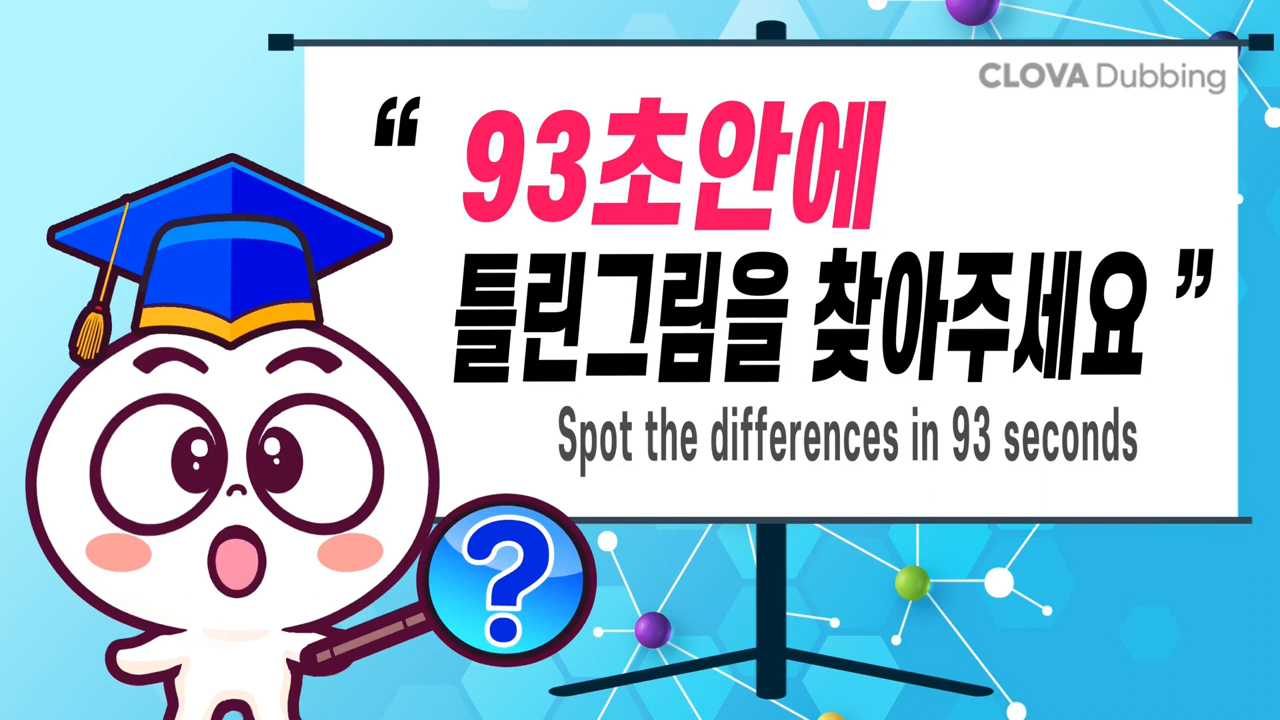 CLOVA Dubbing
“ 93초안에
틀린그림을 찾아주세요 ”
Spot the differences in 93 seconds
?